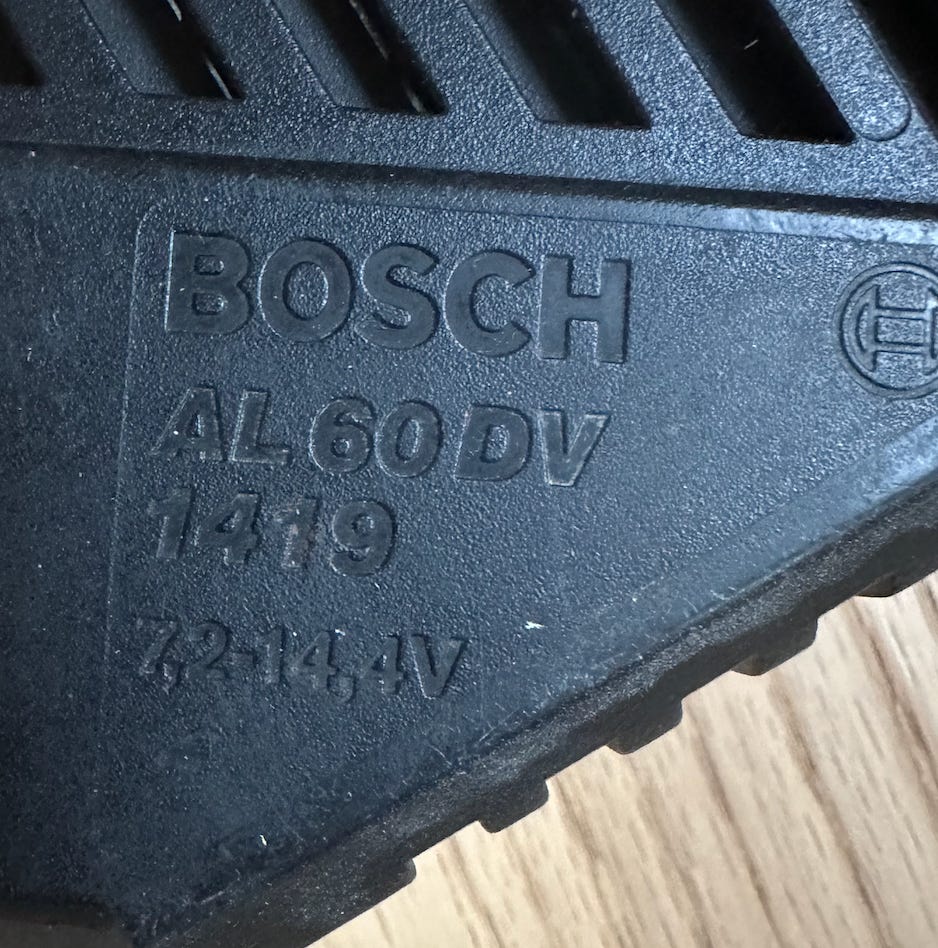 BOSCH
AL 60 DV
1419
7,2-14,4V